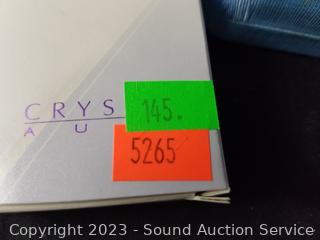 CRYS
145.
A U
5265
Copyright 2023 - Sound Auction Service